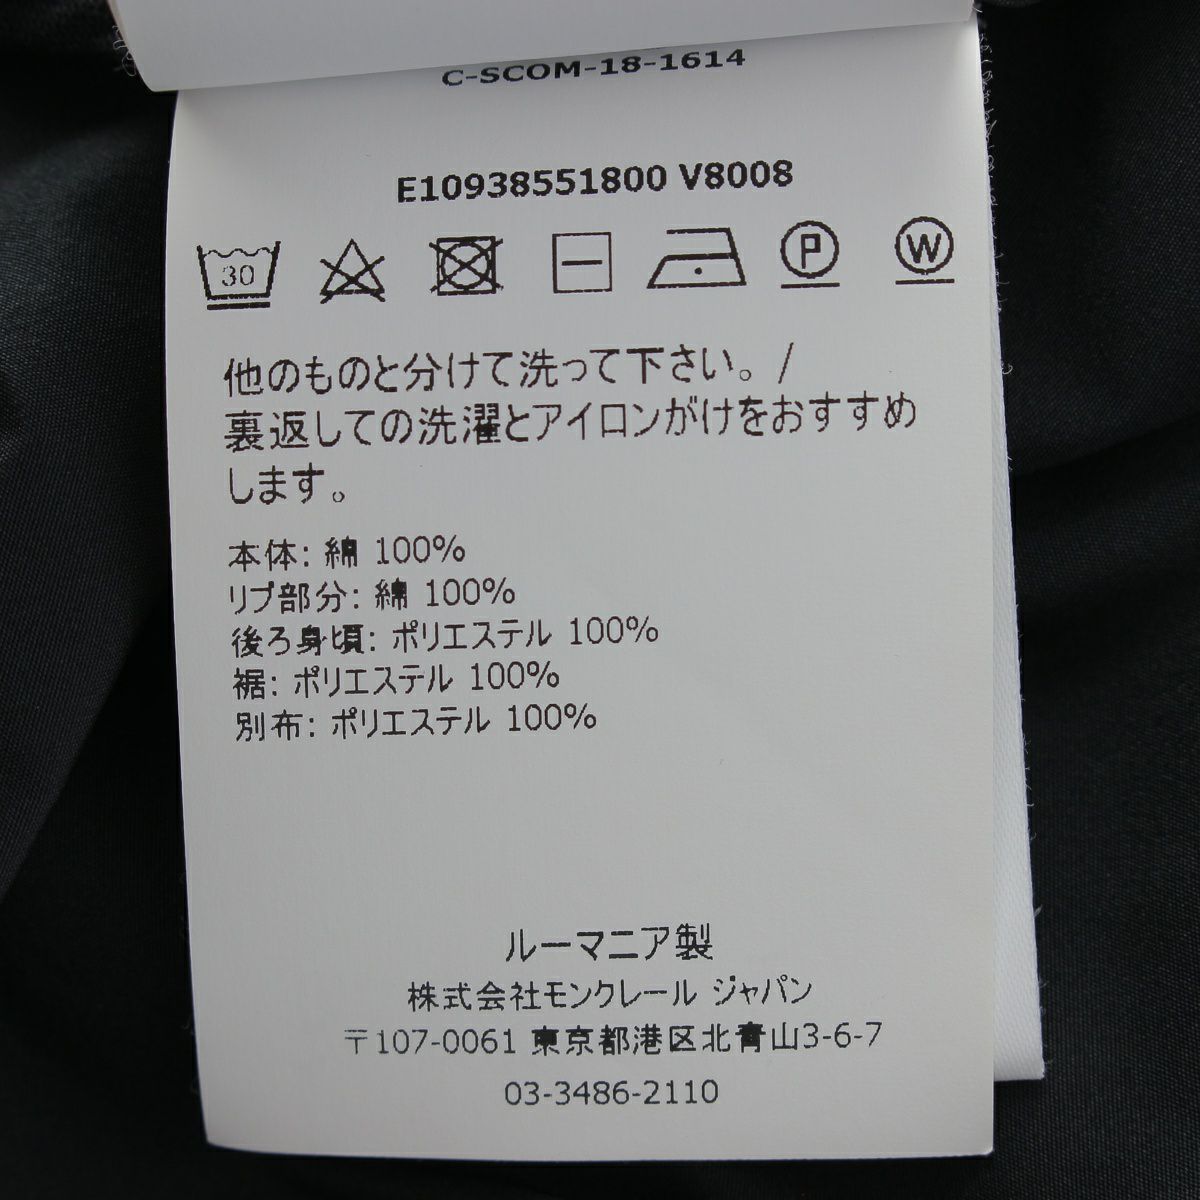 C-SCOM-18-1614
E10938551800 V8008
30 P W
他のものと分けて洗って下さい。/
裏返しての洗濯とアイロンがけをおすすめ
します。
本体: 綿 100%
リブ部分: 綿 100%
後ろ身頃: ポリエステル 100%
裾: ポリエステル 100%
別布: ポリエステル 100%
ルーマニア製
株式会社モンクレール ジャパン
〒107-0061 東京都港区北青山3-6-7
03-3486-2110